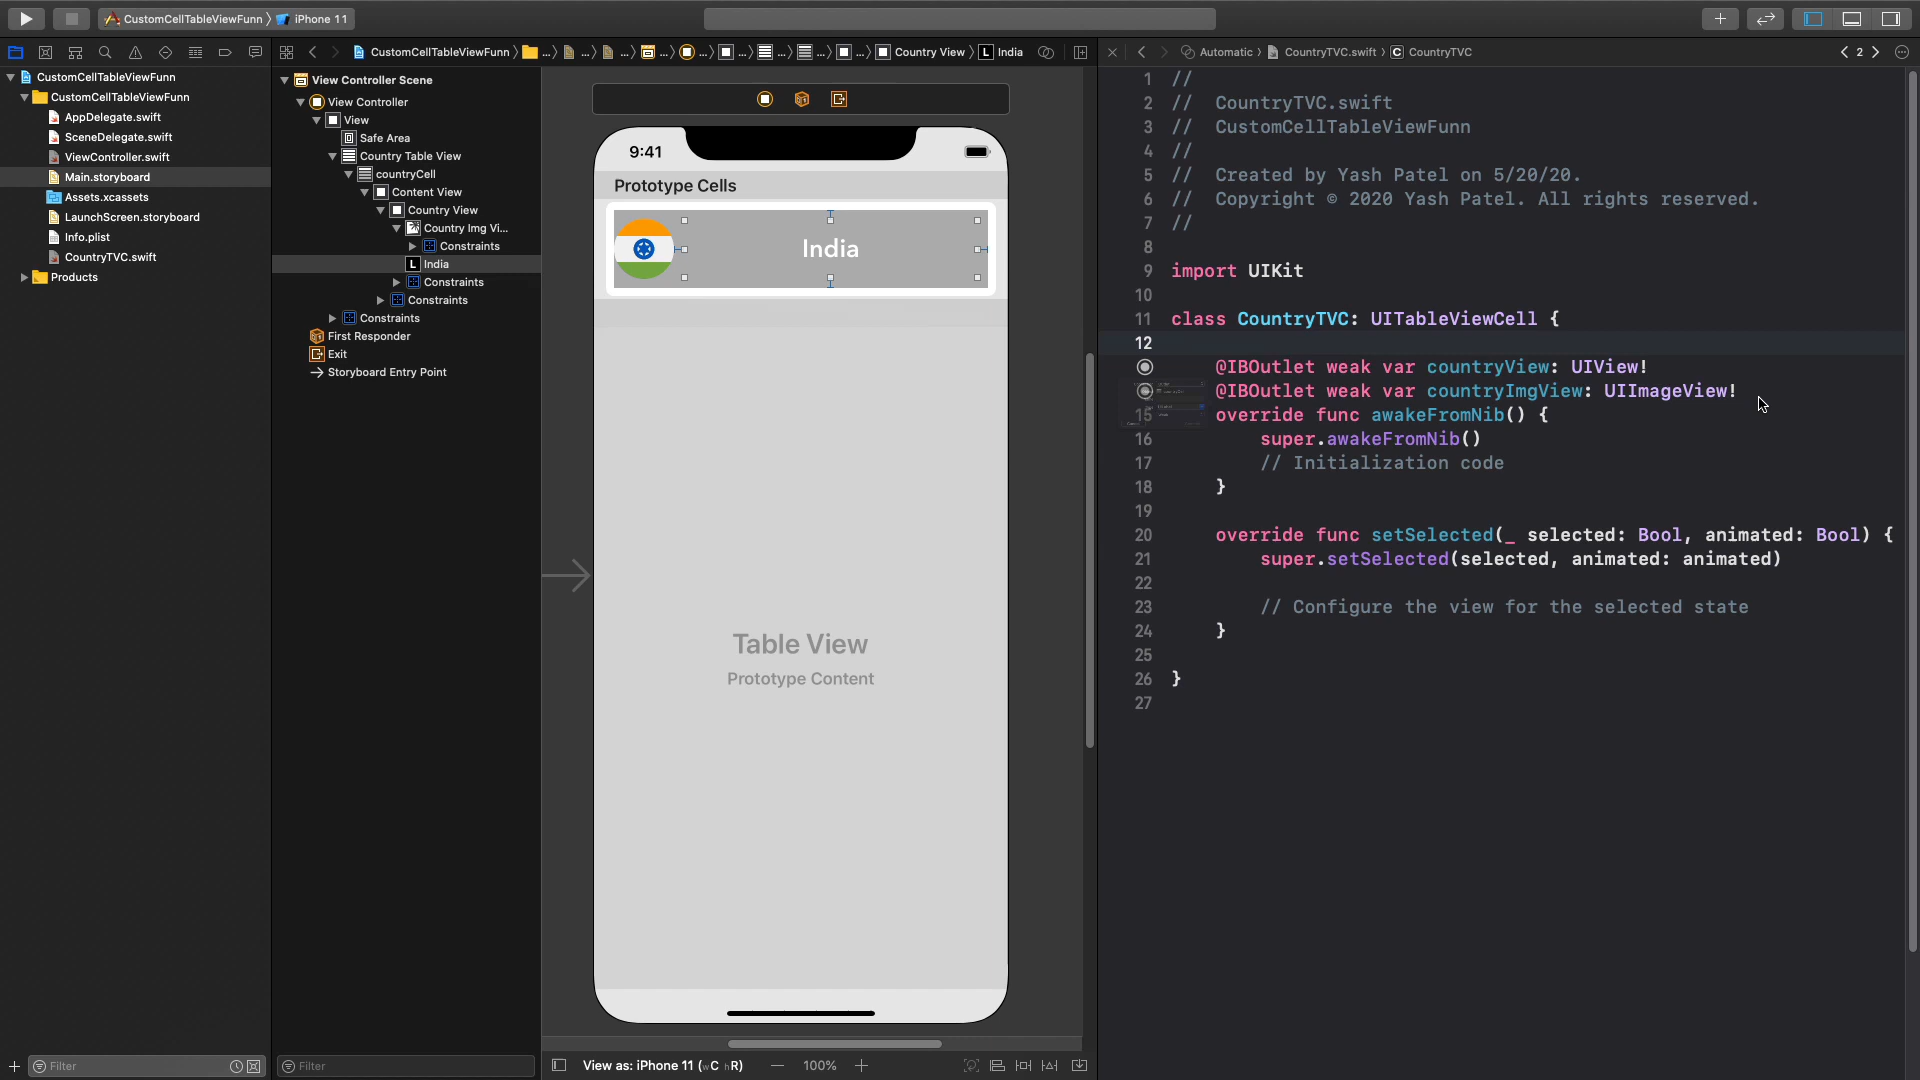 CustomCellTableViewFunn iPhone 11
CustomCellTableViewFunn ... ... ... ... ... ... ... ... ... Country View L India
Automatic CountryTVC.swift C CountryTVC
2
CustomCellTableViewFunn
CustomCellTableViewFunn
AppDelegate.swift
SceneDelegate.swift
ViewController.swift
Main.storyboard
Assets.xcassets
LaunchScreen.storyboard
Info.plist
CountryTVC.swift
Products
Filter
View Controller Scene
View Controller
View
Safe Area
Country Table View
countryCell
Content View
Country View
Country Img Vi...
Constraints
L India
Constraints
Constraints
Constraints
First Responder
Exit
Storyboard Entry Point
Filter
9:41
Prototype Cells
India
Table View
Prototype Content
View as: iPhone 11 (wC hR)
100%
1 //
2 // CountryTVC.swift
3 // CustomCellTableViewFunn
4 //
5 // Created by Yash Patel on 5/20/20.
6 // Copyright © 2020 Yash Patel. All rights reserved.
7 //
8
9 import UIKit
10
11 class CountryTVC: UITableViewCell {
12
@IBOutlet weak var countryView: UIView!
@IBOutlet weak var countryImgView: UIImageView!
15 override func awakeFromNib() {
16 super.awakeFromNib()
17 // Initialization code
18 }
19
20 override func setSelected(_ selected: Bool, animated: Bool) {
21 super.setSelected(selected, animated: animated)
22
23 // Configure the view for the selected state
24 }
25
26 }
27